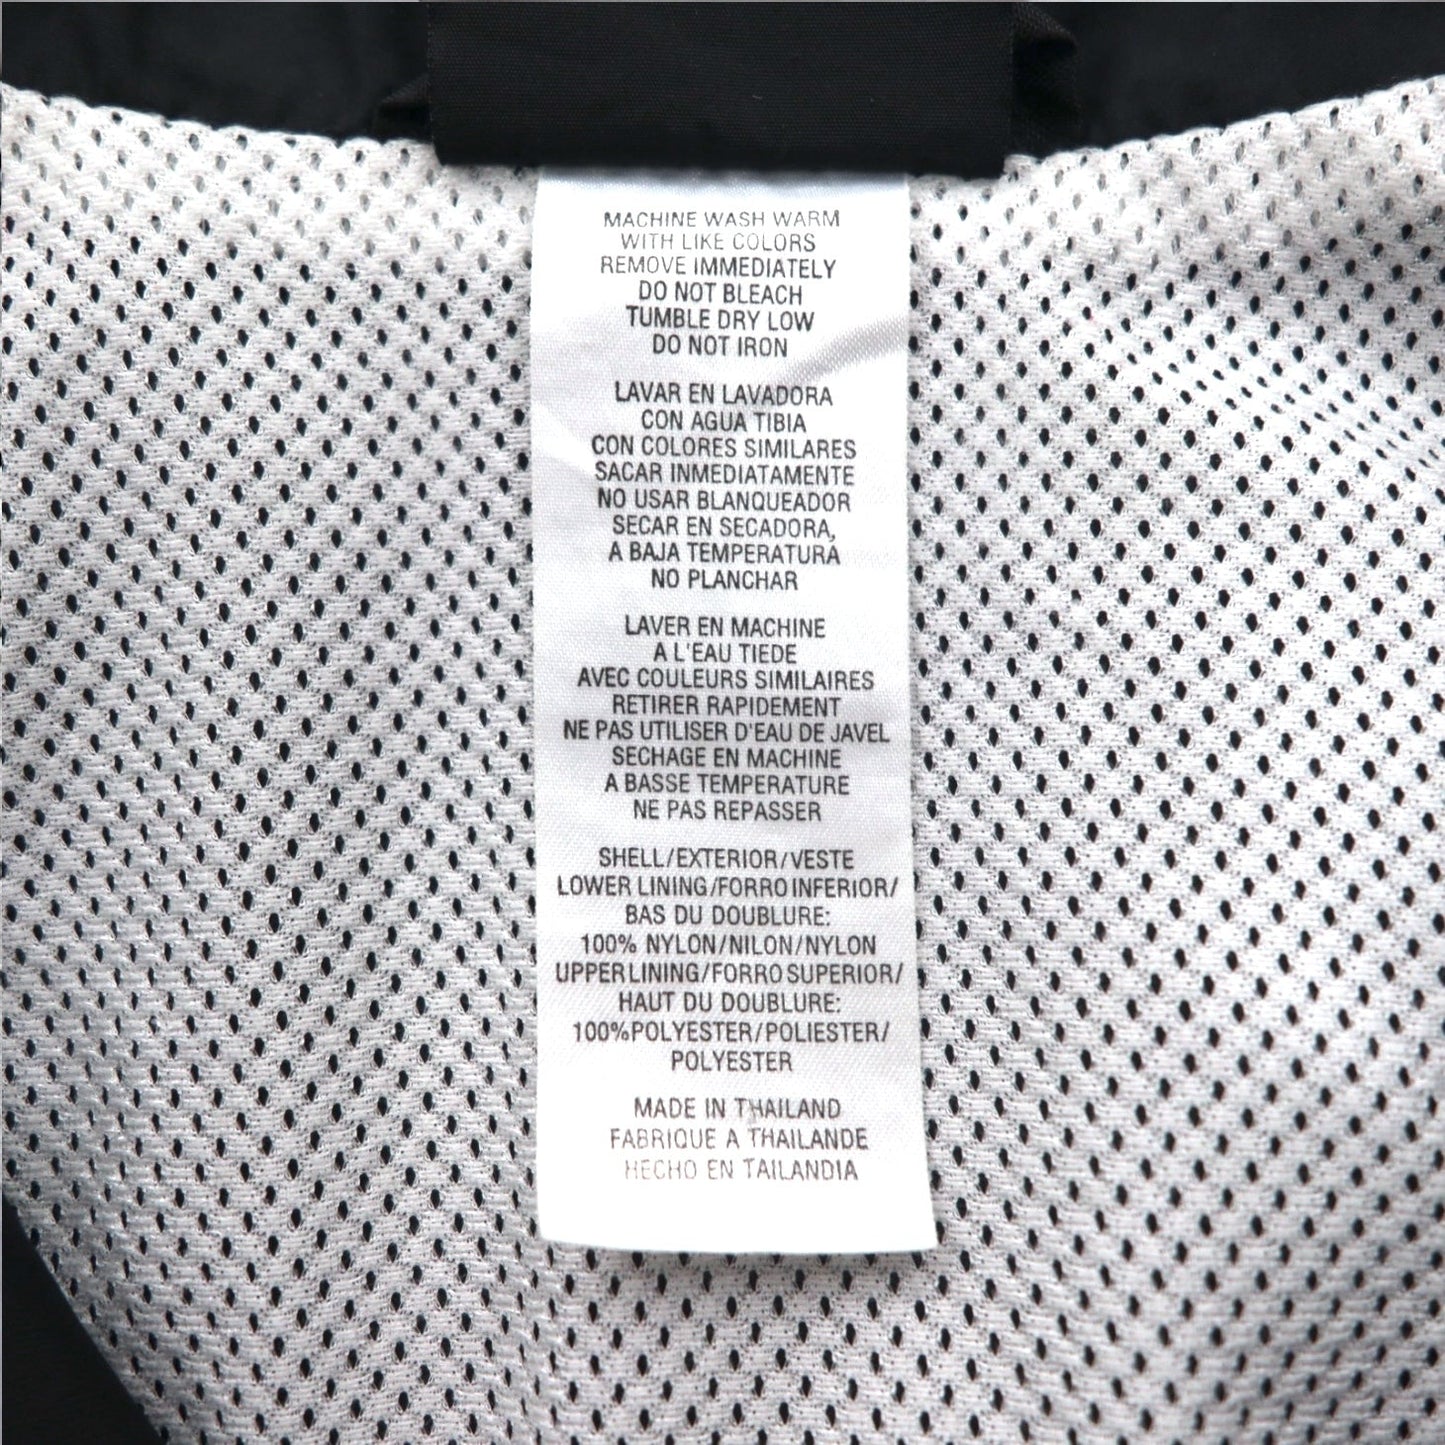 MACHINE WASH WARM
WITH LIKE COLORS
REMOVE IMMEDIATELY
DO NOT BLEACH
TUMBLE DRY LOW
DO NOT IRON
LAVAR EN LAVADORA
CON AGUA TIBIA
CON COLORES SIMILARES
SACAR INMEDIATAMENTE
NO USAR BLANQUEADOR
SECAR EN SECADORA,
A BAJA TEMPERATURA
NO PLANCHAR
LAVER EN MACHINE
A L'EAU TIEDE
AVEC COULEURS SIMILAIRES
RETIRER RAPIDEMENT
NE PAS UTILISER D'EAU DE JAVEL
SECHAGE EN MACHINE
A BASSE TEMPERATURE
NE PAS REPASSER
SHELL/EXTERIOR/VESTE
LOWER LINING/FORRO INFERIOR/
BAS DU DOUBLURE:
100% NYLON/NILON/NYLON
UPPER LINING/FORRO SUPERIOR/
HAUT DU DOUBLURE:
100%POLYESTER/POLIESTER/
POLYESTER
MADE IN THAILAND
FABRIQUE A THAILANDE
HECHO EN TAILANDIA